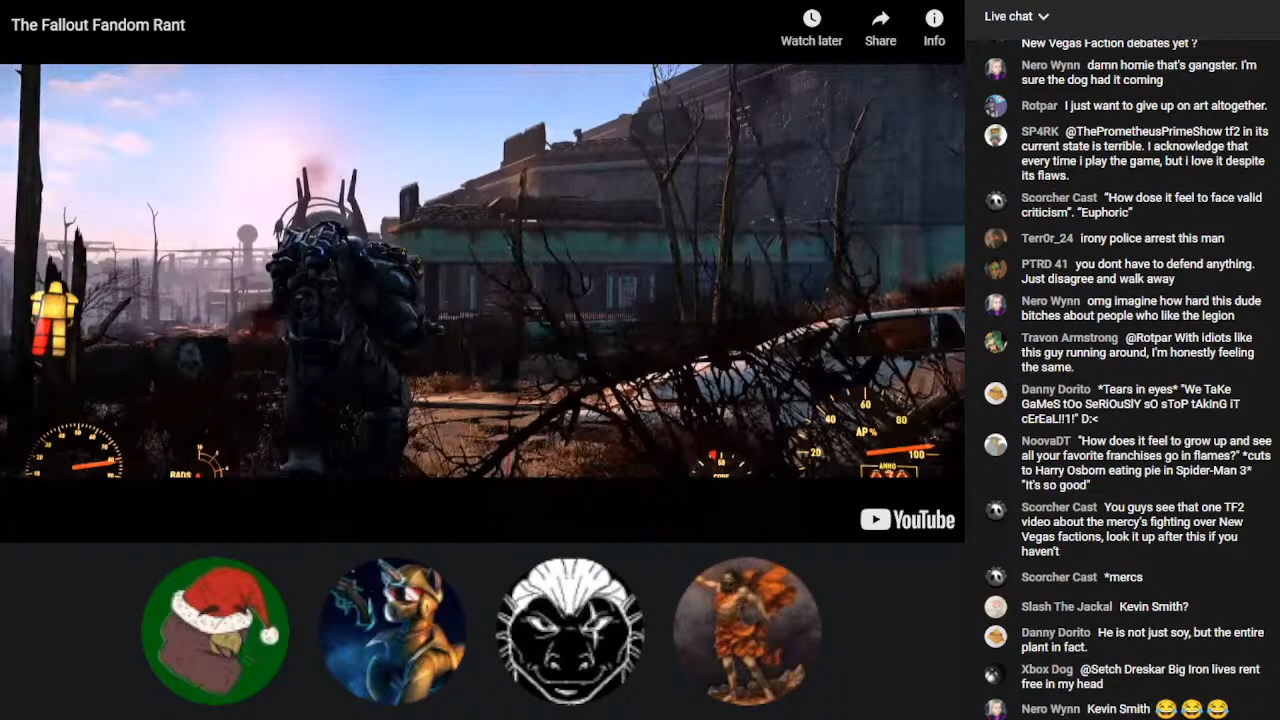 The Fallout Fandom Rant
Watch later
Share
Info
Live chat
New Vegas Faction debates yet ?
Nero Wynn damn homie that's gangster. I'm
sure the dog had it coming
Rotpar I just want to give up on art altogether.
SP4RK @ThePrometheusPrimeShow tf2 in its
current state is terrible. I acknowledge that
every time i play the game, but i love it despite
its flaws.
Scorcher Cast “How dose it feel to face valid
criticism”. “Euphoric”
Terr0r_24 irony police arrest this man
PTRD 41 you dont have to defend anything.
Just disagree and walk away
Nero Wynn omg imagine how hard this dude
bitches about people who like the legion
Travon Armstrong @Rotpar With idiots like
this guy running around, I'm honestly feeling
the same.
Danny Dorito *Tears in eyes* "We TaKe
GaMeS tOo SeRiOuSlY sO sToP tAkInG iT
cErEaL!!1!" D:<
NoovaDT "How does it feel to grow up and see
all your favorite franchises go in flames?" *cuts
to Harry Osborn eating pie in Spider-Man 3*
"It's so good"
Scorcher Cast You guys see that one TF2
video about the mercy’s fighting over New
Vegas factions, look it up after this if you
haven’t
Scorcher Cast *mercs
Slash The Jackal Kevin Smith?
Danny Dorito He is not just soy, but the entire
plant in fact.
Xbox Dog @Setch Dreskar Big Iron lives rent
free in my head
Nero Wynn Kevin Smith 😂 😂 😂
RADS
60
40
80
AP%
20
100
50
YouTube